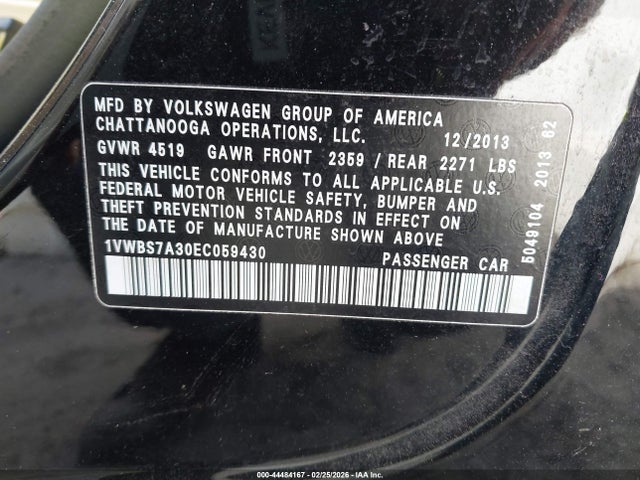 MFD BY VOLKSWAGEN GROUP OF AMERICA
CHATTANOOGA OPERATIONS, LLC. 12/2013
GVWR 4519 GAWR FRONT 2359 / REAR 2271 LBS
THIS VEHICLE CONFORMS TO ALL APPLICABLE U.S.
FEDERAL MOTOR VEHICLE SAFETY, BUMPER AND
THEFT PREVENTION STANDARDS IN EFFECT ON
THE DATE OF MANUFACTURE SHOWN ABOVE
1VWBS7A30EC059430 PASSENGER CAR
5049104 2013 62
000-44484167 - 02/25/2026 - IAA Inc.